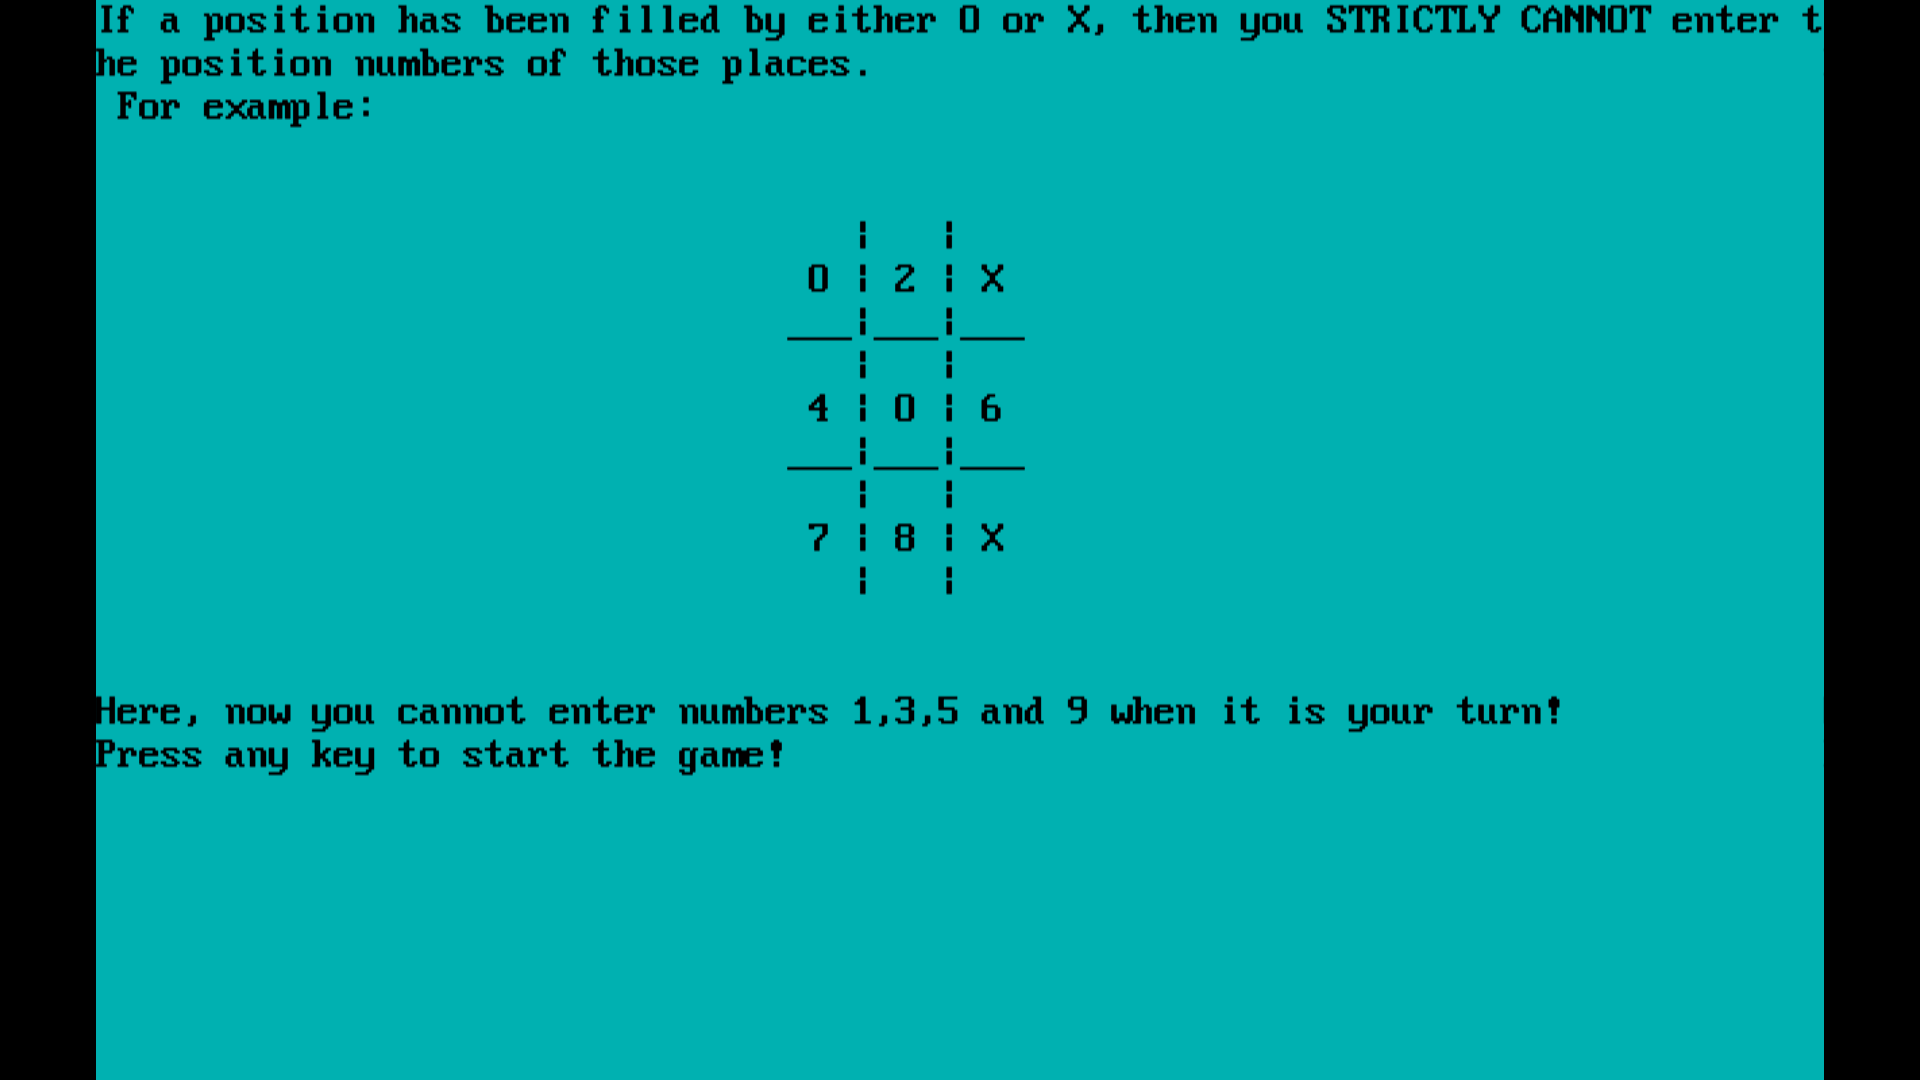 If a position has been filled by either O or X, then you STRICTLY CANNOT enter t
he position numbers of those places.
For example:
O ¦ 2 ¦ X
4 ¦ O ¦ 6
7 ¦ 8 ¦ X
Here, now you cannot enter numbers 1,3,5 and 9 when it is your turn!
Press any key to start the game!